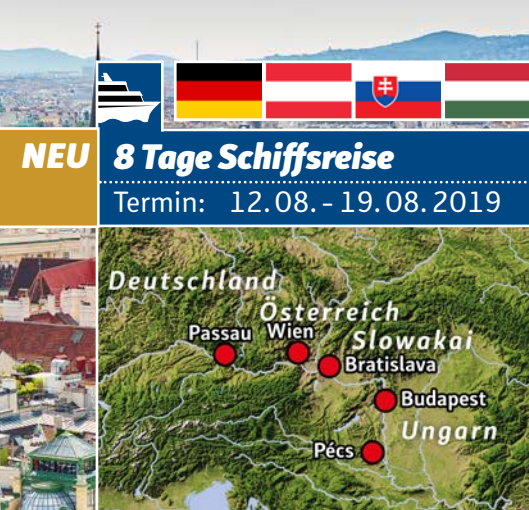 NEU
8 Tage Schiffsreise
Termin: 12.08.-19.08.2019
Deutschland
Österreich
Passau
Wien
Slowakai
Bratislava
Budapest
Ungarn
Pécs